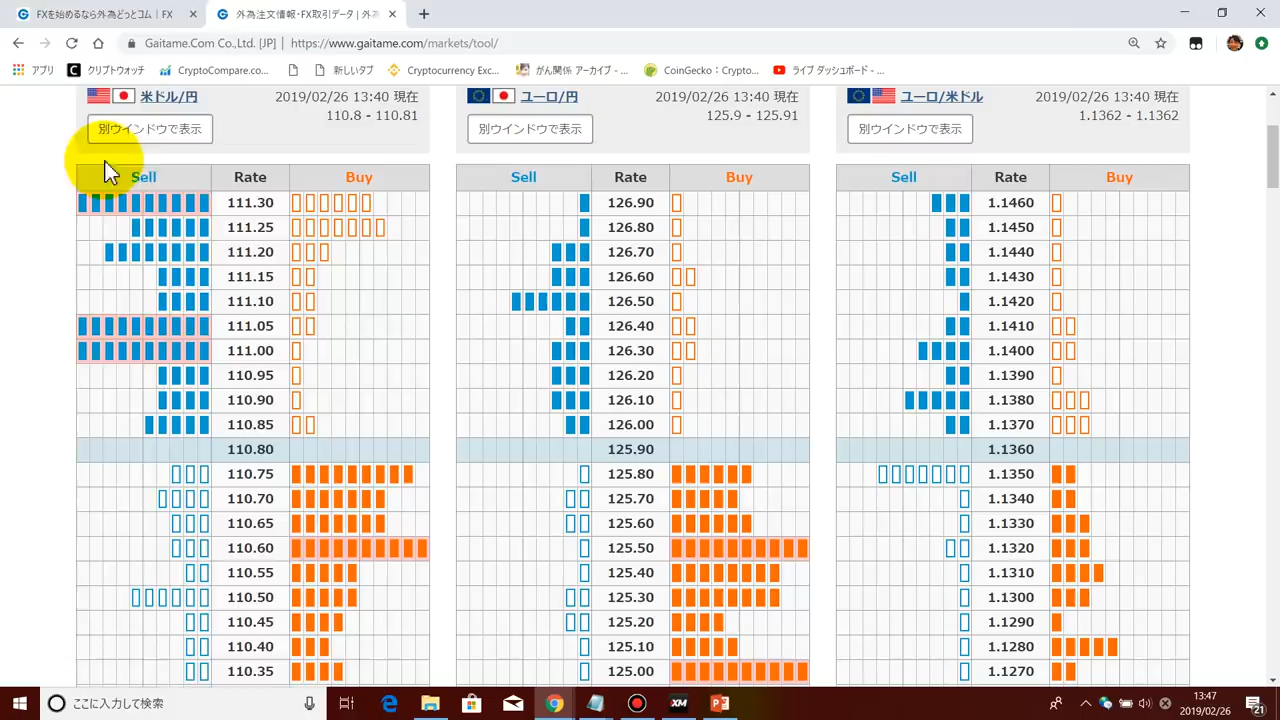 FXを始めるなら外為どっとコム | FX
外為注文情報・FX取引データ | 外為
Gaitame.Com Co.,Ltd. [JP] | https://www.gaitame.com/markets/tool/
アプリ
クリプトウォッチ
CryptoCompare.co...
新しいタブ
Cryptocurrency Exc...
がん関係 アーカイブ - ...
CoinGecko: Crypto...
ライブ ダッシュボード - ...
米ドル/円
2019/02/26 13:40 現在
110.8 - 110.81
別ウインドウで表示
ユーロ/円
2019/02/26 13:40 現在
125.9 - 125.91
別ウインドウで表示
ユーロ/米ドル
2019/02/26 13:40 現在
1.1362 - 1.1362
別ウインドウで表示
Sell Rate Buy Sell Rate Buy Sell Rate Buy
111.30 126.90 1.1460
111.25 126.80 1.1450
111.20 126.70 1.1440
111.15 126.60 1.1430
111.10 126.50 1.1420
111.05 126.40 1.1410
111.00 126.30 1.1400
110.95 126.20 1.1390
110.90 126.10 1.1380
110.85 126.00 1.1370
110.80 125.90 1.1360
110.75 125.80 1.1350
110.70 125.70 1.1340
110.65 125.60 1.1330
110.60 125.50 1.1320
110.55 125.40 1.1310
110.50 125.30 1.1300
110.45 125.20 1.1290
110.40 125.10 1.1280
110.35 125.00 1.1270
ここに入力して検索
XM
13:47
2019/02/26
21